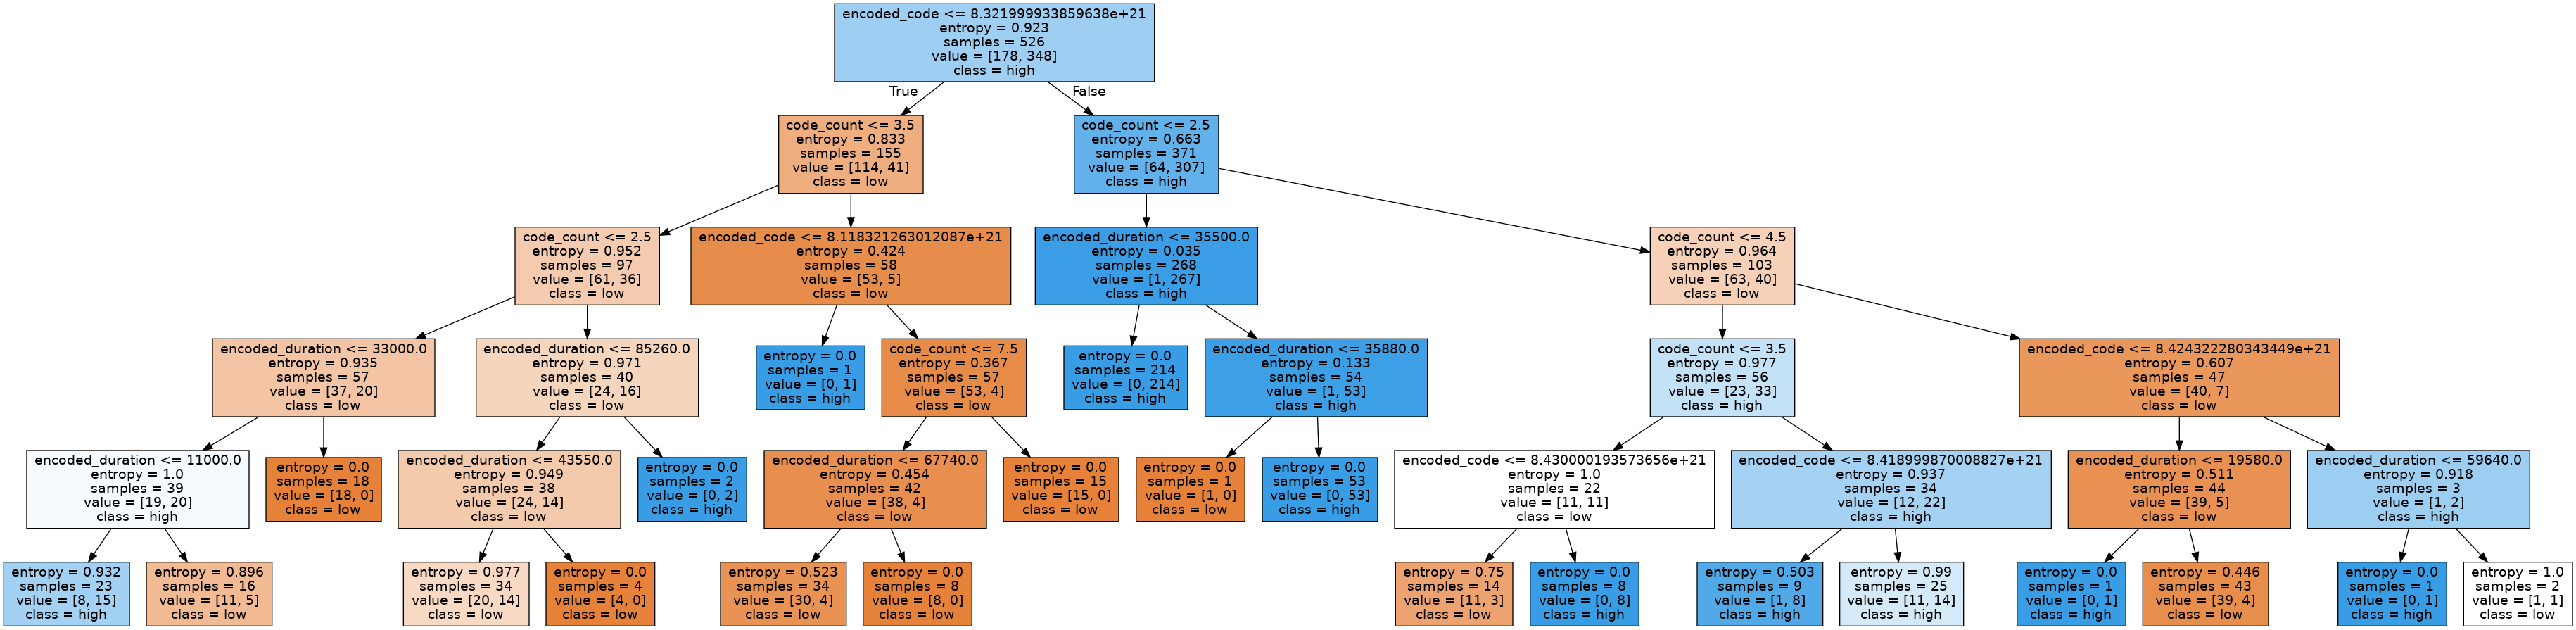 encoded_code <= 8.321999933859638e+21
entropy = 0.923
samples = 526
value = [178, 348]
class = high
True
False
code_count <= 3.5
entropy = 0.833
samples = 155
value = [114, 41]
class = low
code_count <= 2.5
entropy = 0.663
samples = 371
value = [64, 307]
class = high
code_count <= 2.5
entropy = 0.952
samples = 97
value = [61, 36]
class = low
encoded_code <= 8.118321263012087e+21
entropy = 0.424
samples = 58
value = [53, 5]
class = low
encoded_duration <= 35500.0
entropy = 0.035
samples = 268
value = [1, 267]
class = high
code_count <= 4.5
entropy = 0.964
samples = 103
value = [63, 40]
class = low
encoded_duration <= 33000.0
entropy = 0.935
samples = 57
value = [37, 20]
class = low
encoded_duration <= 85260.0
entropy = 0.971
samples = 40
value = [24, 16]
class = low
entropy = 0.0
samples = 1
value = [0, 1]
class = high
code_count <= 7.5
entropy = 0.367
samples = 57
value = [53, 4]
class = low
entropy = 0.0
samples = 214
value = [0, 214]
class = high
encoded_duration <= 35880.0
entropy = 0.133
samples = 54
value = [1, 53]
class = high
code_count <= 3.5
entropy = 0.977
samples = 56
value = [23, 33]
class = high
encoded_code <= 8.424322280343449e+21
entropy = 0.607
samples = 47
value = [40, 7]
class = low
encoded_duration <= 11000.0
entropy = 1.0
samples = 39
value = [19, 20]
class = high
entropy = 0.0
samples = 18
value = [18, 0]
class = low
encoded_duration <= 43550.0
entropy = 0.949
samples = 38
value = [24, 14]
class = low
entropy = 0.0
samples = 2
value = [0, 2]
class = high
encoded_duration <= 67740.0
entropy = 0.454
samples = 42
value = [38, 4]
class = low
entropy = 0.0
samples = 15
value = [15, 0]
class = low
entropy = 0.0
samples = 1
value = [1, 0]
class = low
entropy = 0.0
samples = 53
value = [0, 53]
class = high
encoded_code <= 8.430000193573656e+21
entropy = 1.0
samples = 22
value = [11, 11]
class = low
encoded_code <= 8.418999870008827e+21
entropy = 0.937
samples = 34
value = [12, 22]
class = high
encoded_duration <= 19580.0
entropy = 0.511
samples = 44
value = [39, 5]
class = low
encoded_duration <= 59640.0
entropy = 0.918
samples = 3
value = [1, 2]
class = high
entropy = 0.932
samples = 23
value = [8, 15]
class = high
entropy = 0.896
samples = 16
value = [11, 5]
class = low
entropy = 0.977
samples = 34
value = [20, 14]
class = low
entropy = 0.0
samples = 4
value = [4, 0]
class = low
entropy = 0.523
samples = 34
value = [30, 4]
class = low
entropy = 0.0
samples = 8
value = [8, 0]
class = low
entropy = 0.75
samples = 14
value = [11, 3]
class = low
entropy = 0.0
samples = 8
value = [0, 8]
class = high
entropy = 0.503
samples = 9
value = [1, 8]
class = high
entropy = 0.99
samples = 25
value = [11, 14]
class = high
entropy = 0.0
samples = 1
value = [0, 1]
class = high
entropy = 0.446
samples = 43
value = [39, 4]
class = low
entropy = 0.0
samples = 1
value = [0, 1]
class = high
entropy = 1.0
samples = 2
value = [1, 1]
class = low